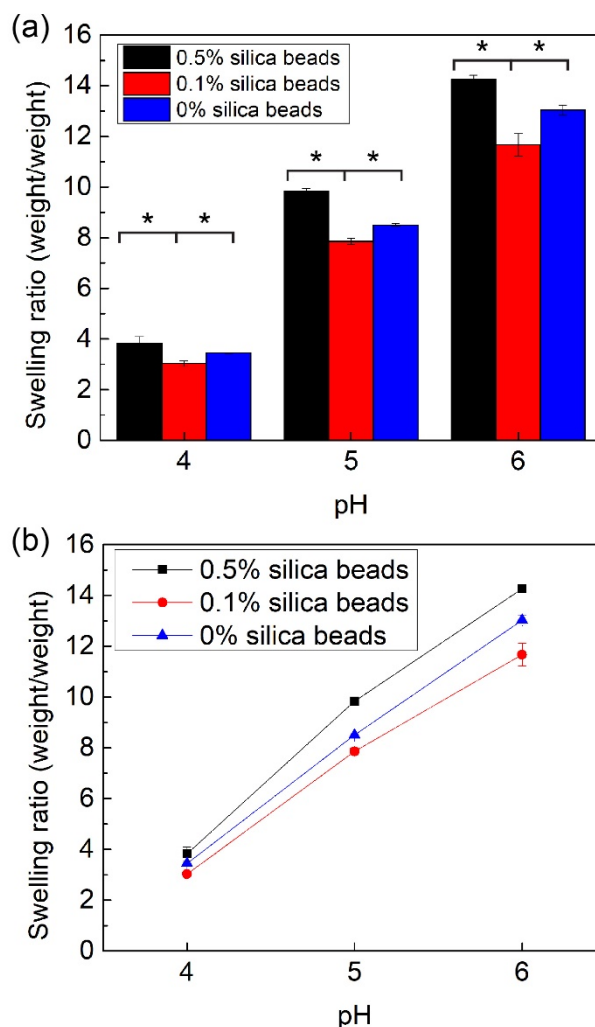 (a)
Swelling ratio (weight/weight)
16
14
12
10
8
6
4
2
0
0.5% silica beads
0.1% silica beads
0% silica beads
* *
* *
* *
4 5 6
pH
(b)
Swelling ratio (weight/weight)
16
14
12
10
8
6
4
2
0
0.5% silica beads
0.1% silica beads
0% silica beads
4 5 6
pH